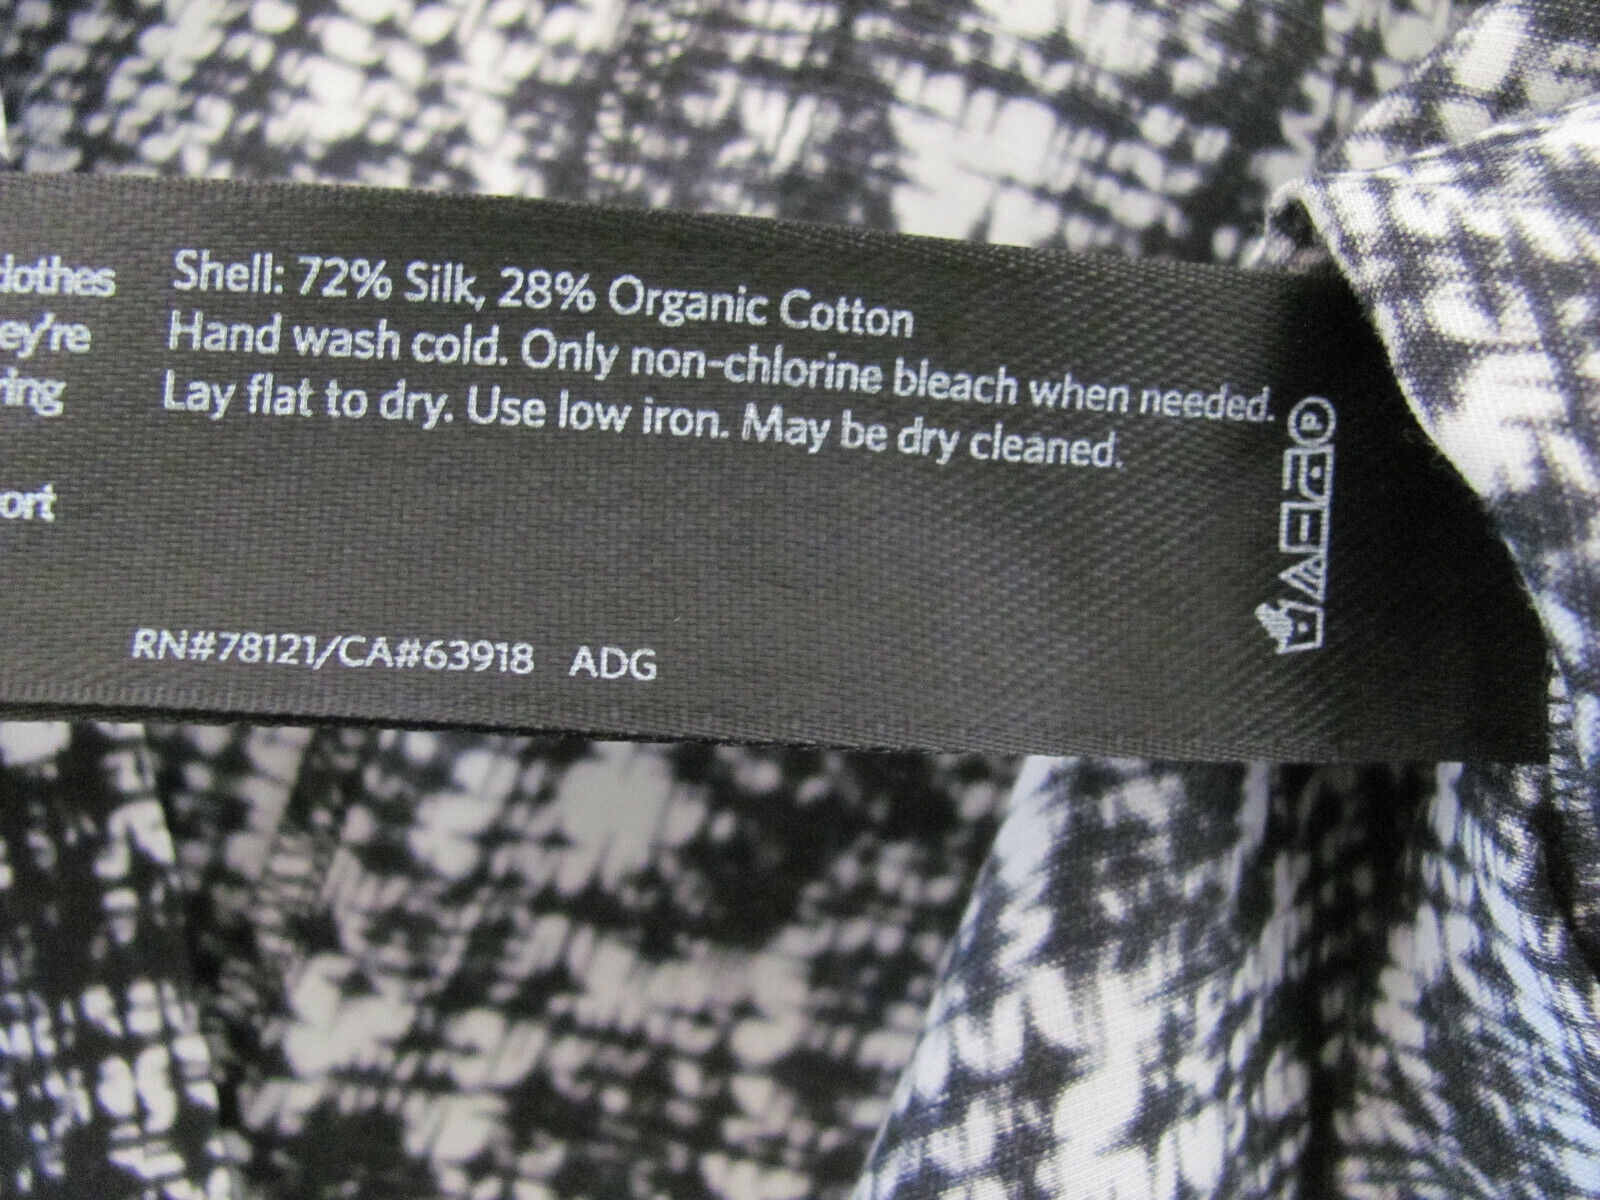 clothes
ey're
ring
ort
Shell: 72% Silk, 28% Organic Cotton
Hand wash cold. Only non-chlorine bleach when needed.
Lay flat to dry. Use low iron. May be dry cleaned.
P
RN#78121/CA#63918 ADG